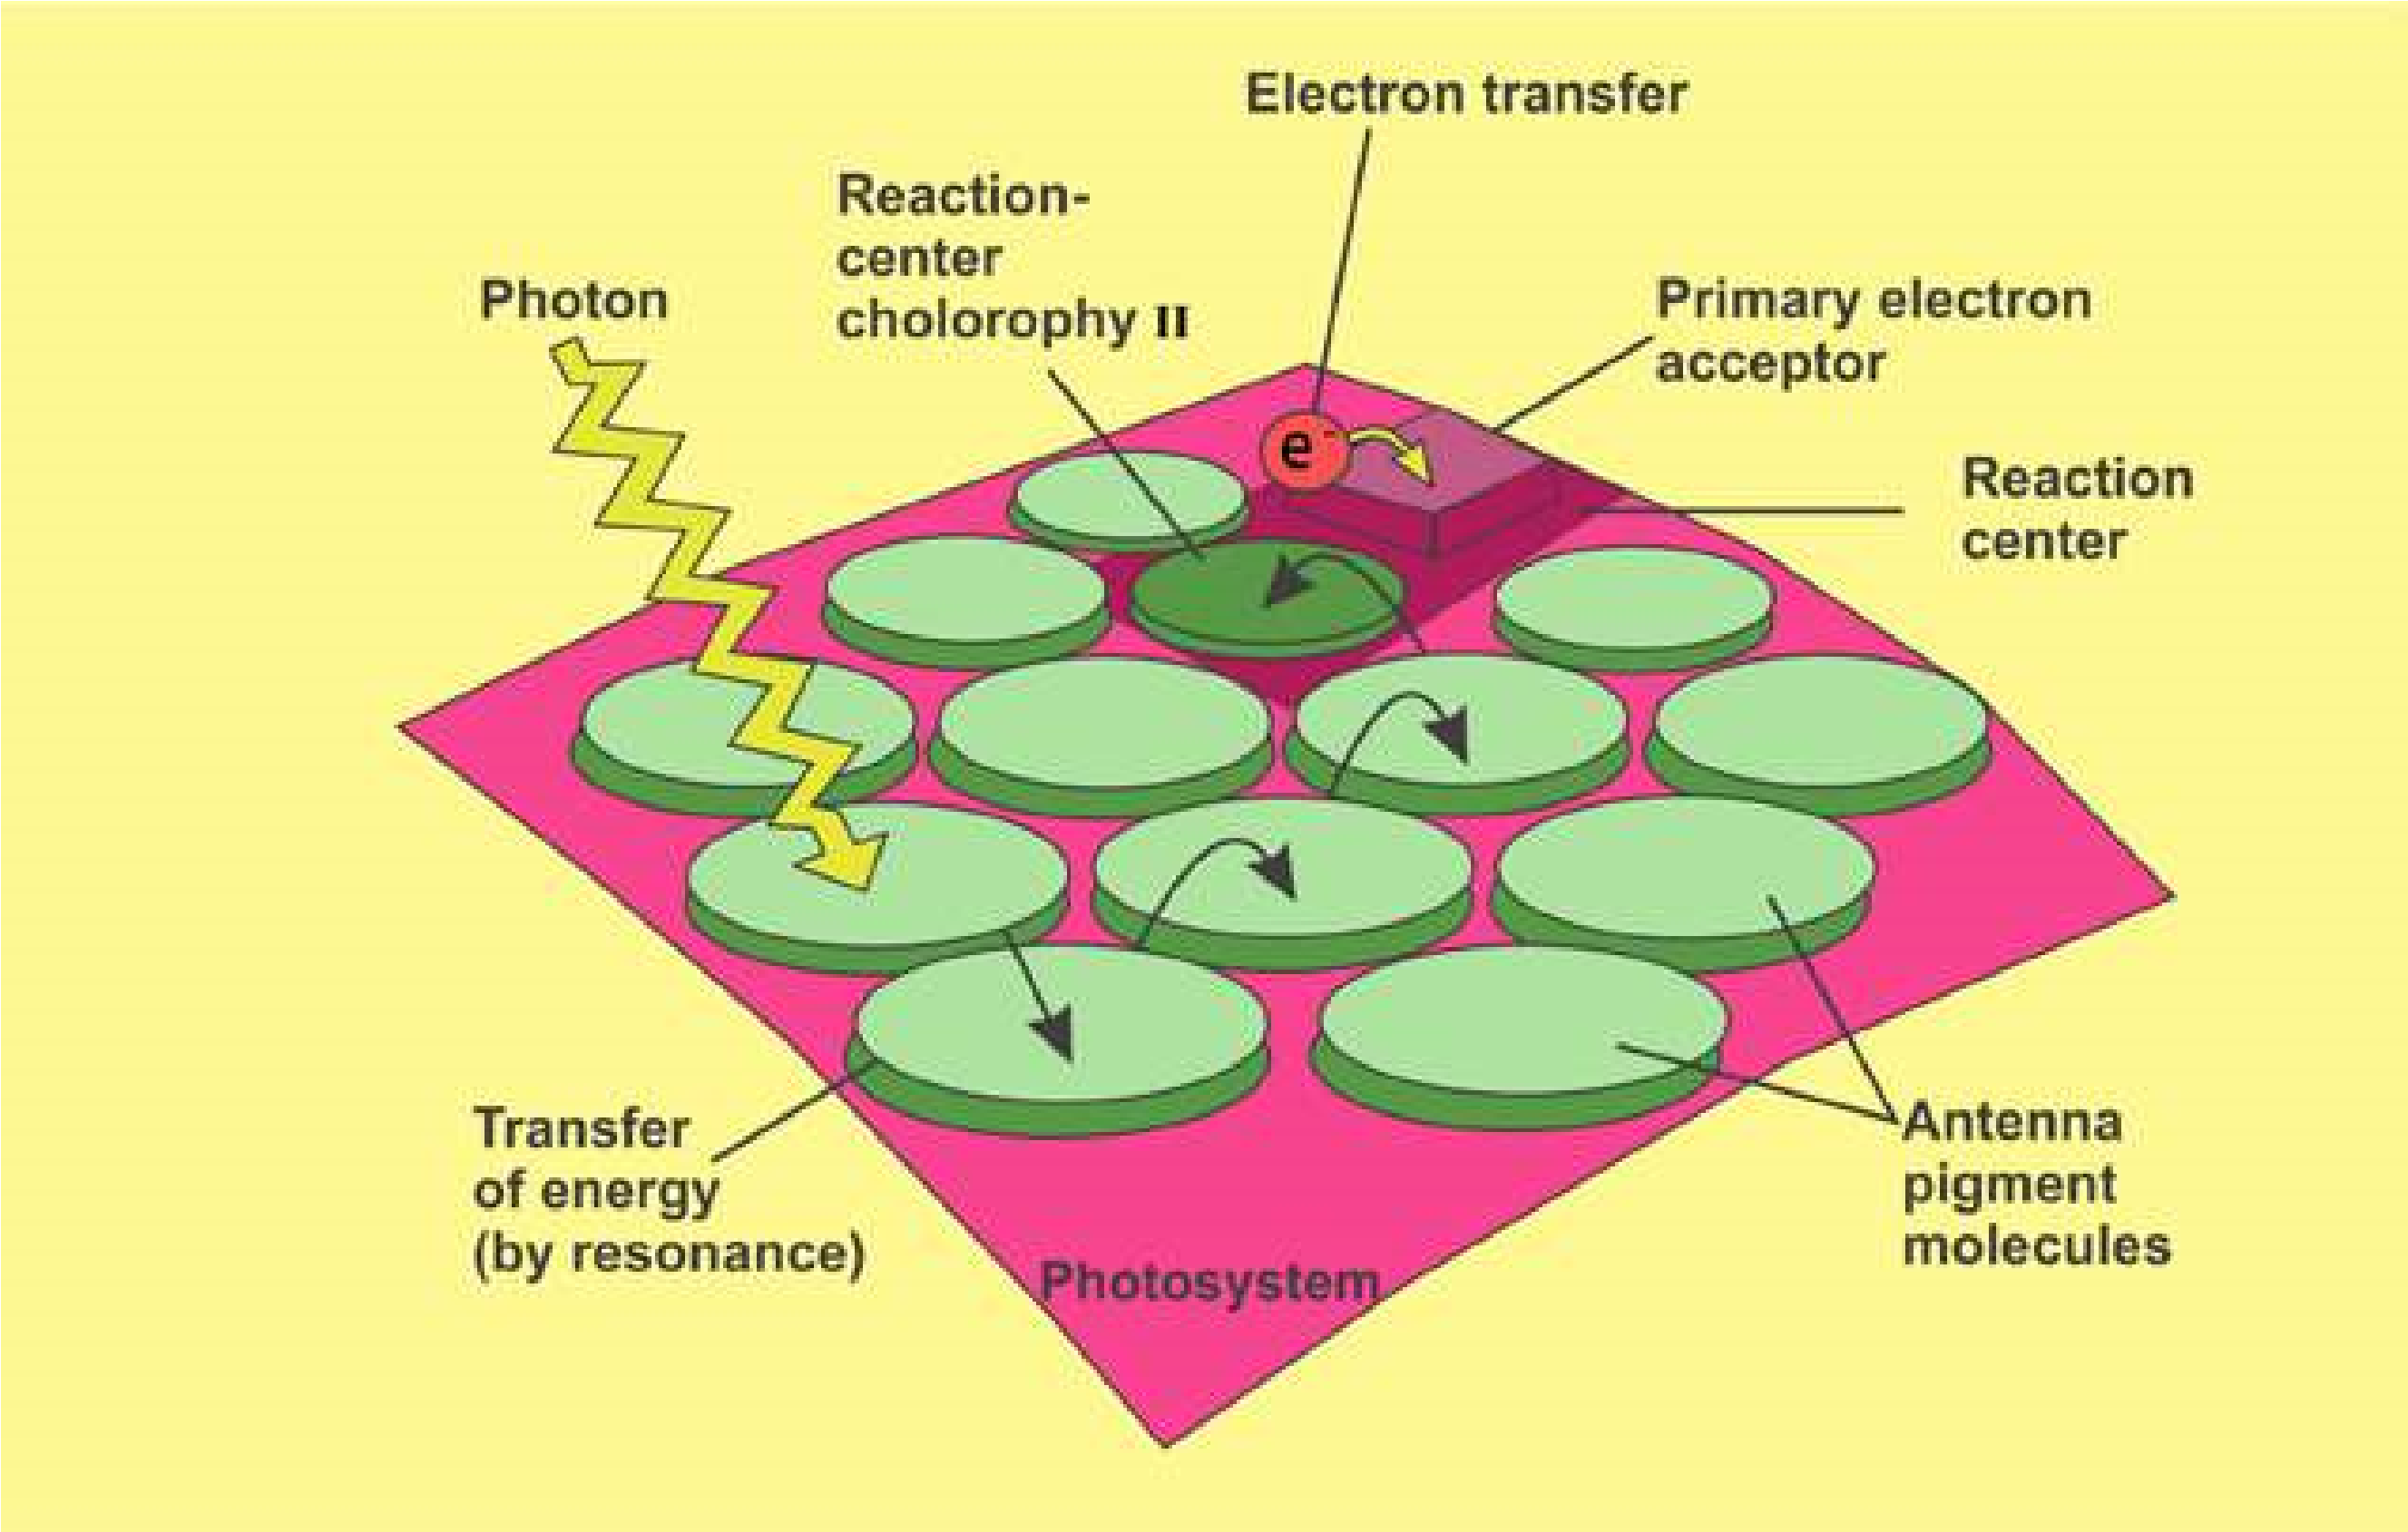 Electron transfer
Reaction-
center
cholorophy II
Photon
Primary electron
acceptor
e-
Reaction
center
Transfer
of energy
(by resonance)
Antenna
pigment
molecules
Photosystem